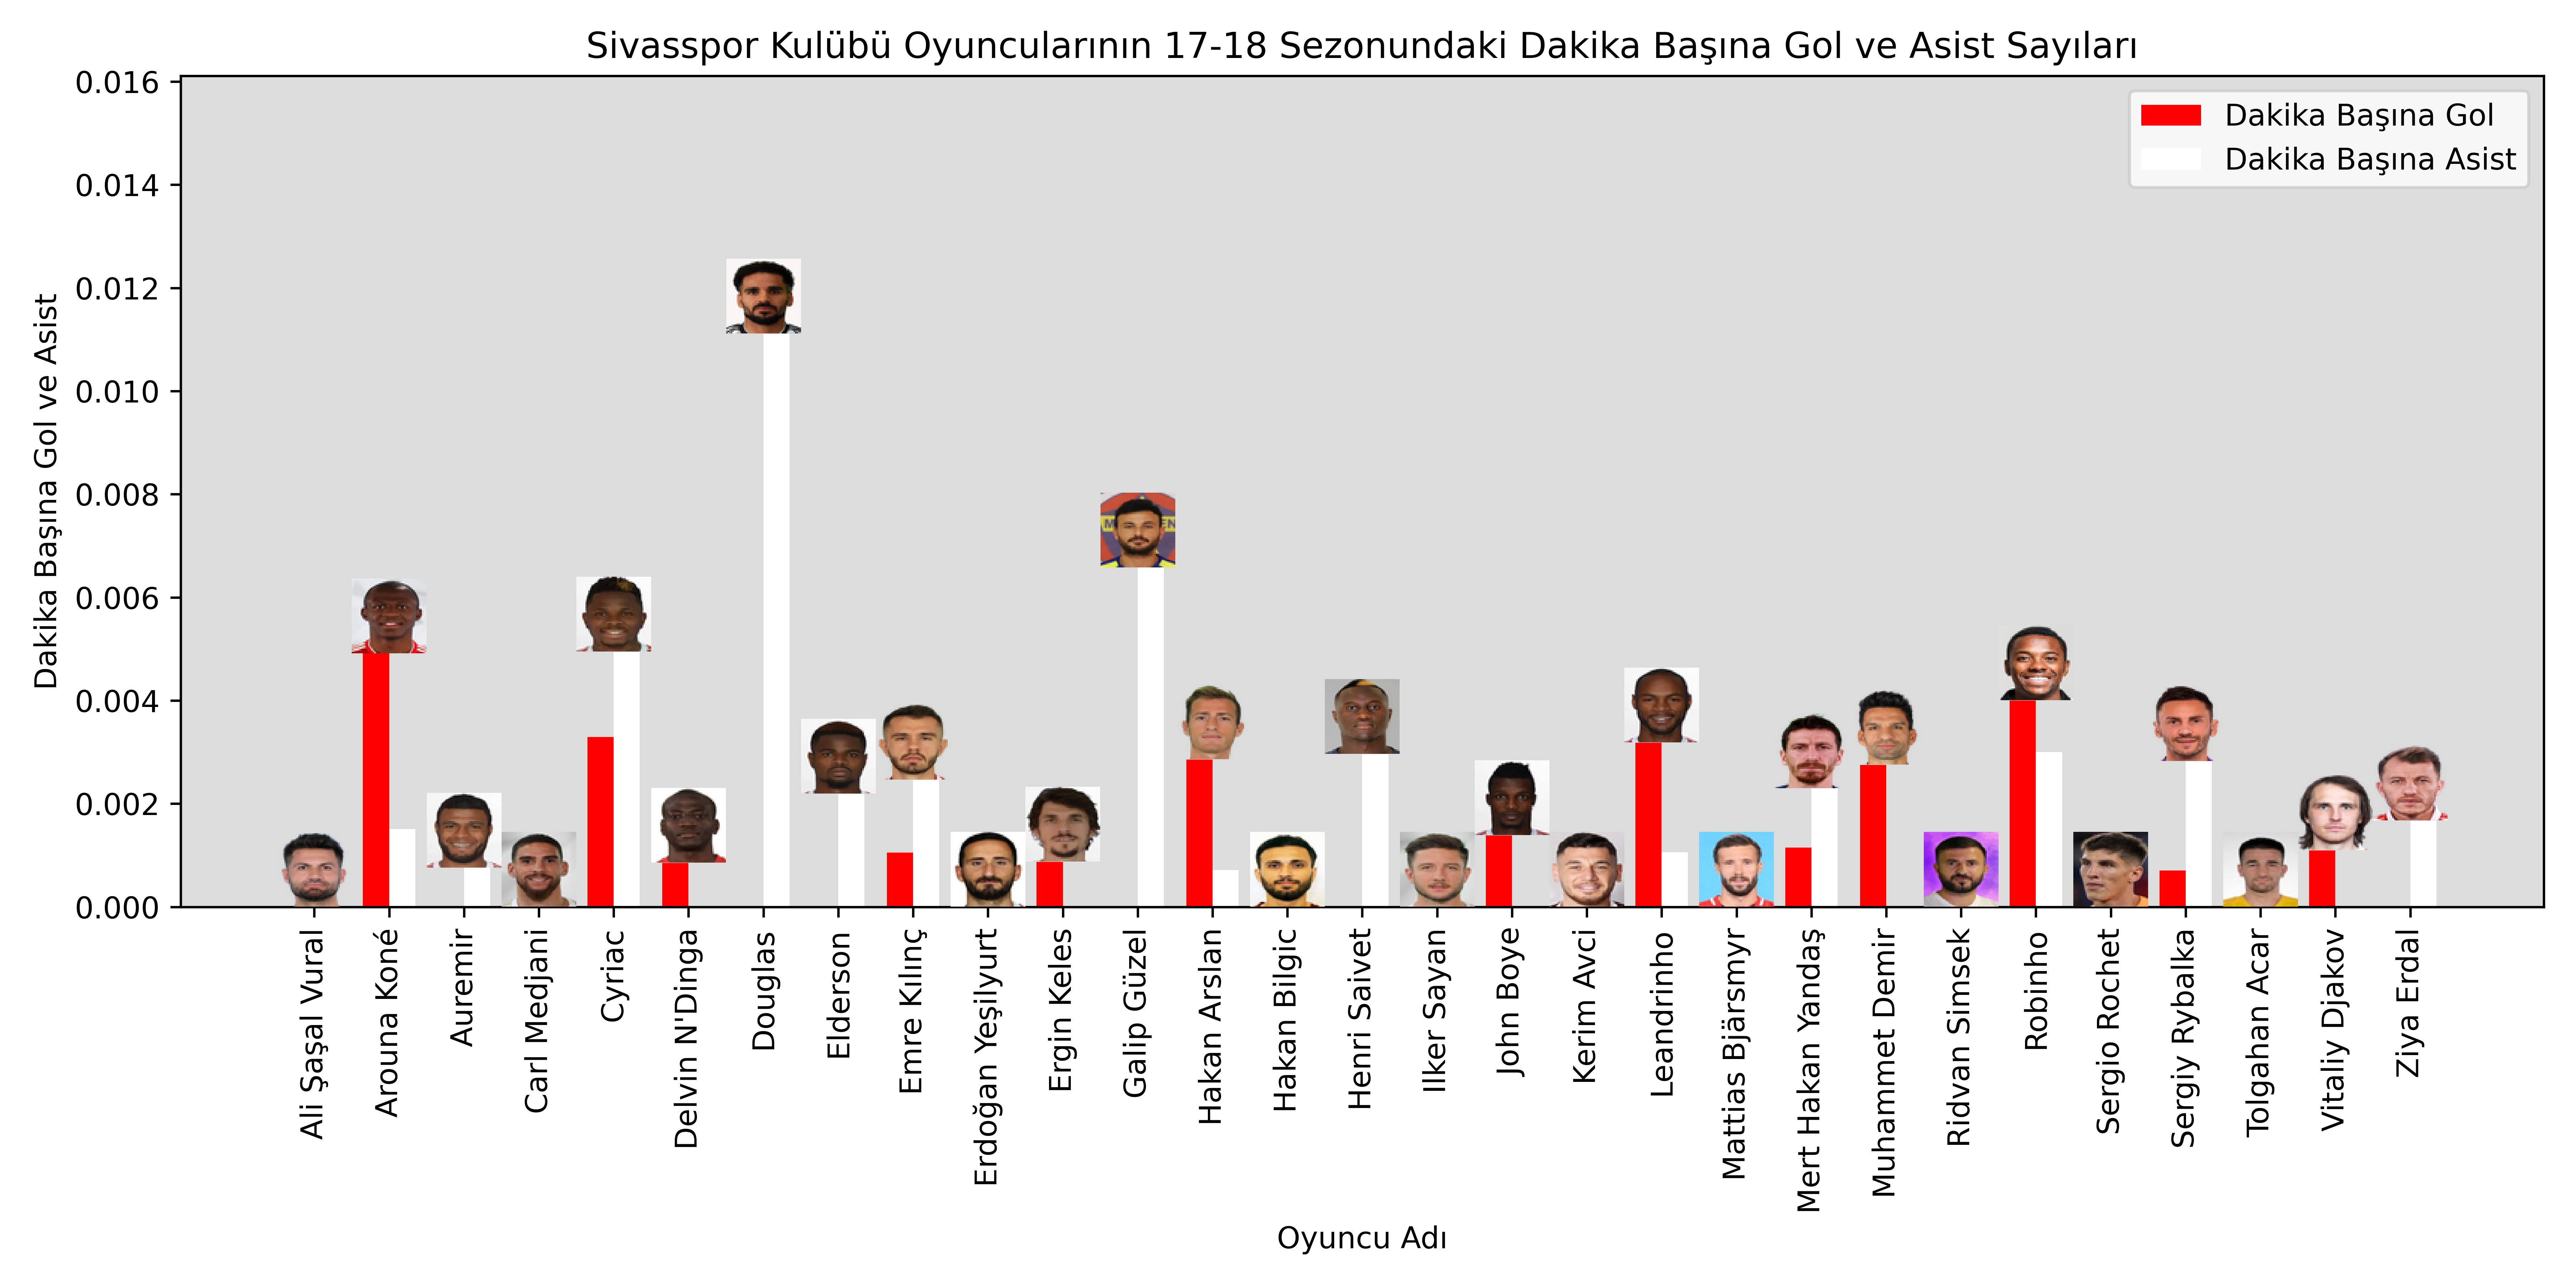 Sivasspor Kulübü Oyuncularının 17-18 Sezonundaki Dakika Başına Gol ve Asist Sayıları
Dakika Başına Gol
Dakika Başına Asist
Dakika Başına Gol ve Asist
0.016
0.014
0.012
0.010
0.008
0.006
0.004
0.002
0.000
Ali Şaşal Vural
Arouna Koné
Auremir
Carl Medjani
Cyriac
Delvin N'Dinga
Douglas
Elderson
Emre Kılınç
Erdoğan Yeşilyurt
Ergin Keles
Galip Güzel
Hakan Arslan
Hakan Bilgic
Henri Saivet
Ilker Sayan
John Boye
Kerim Avci
Leandrinho
Mattias Bjärsmyr
Mert Hakan Yandaş
Muhammet Demir
Ridvan Simsek
Robinho
Sergio Rochet
Sergiy Rybalka
Tolgahan Acar
Vitaliy Djakov
Ziya Erdal
Oyuncu Adı